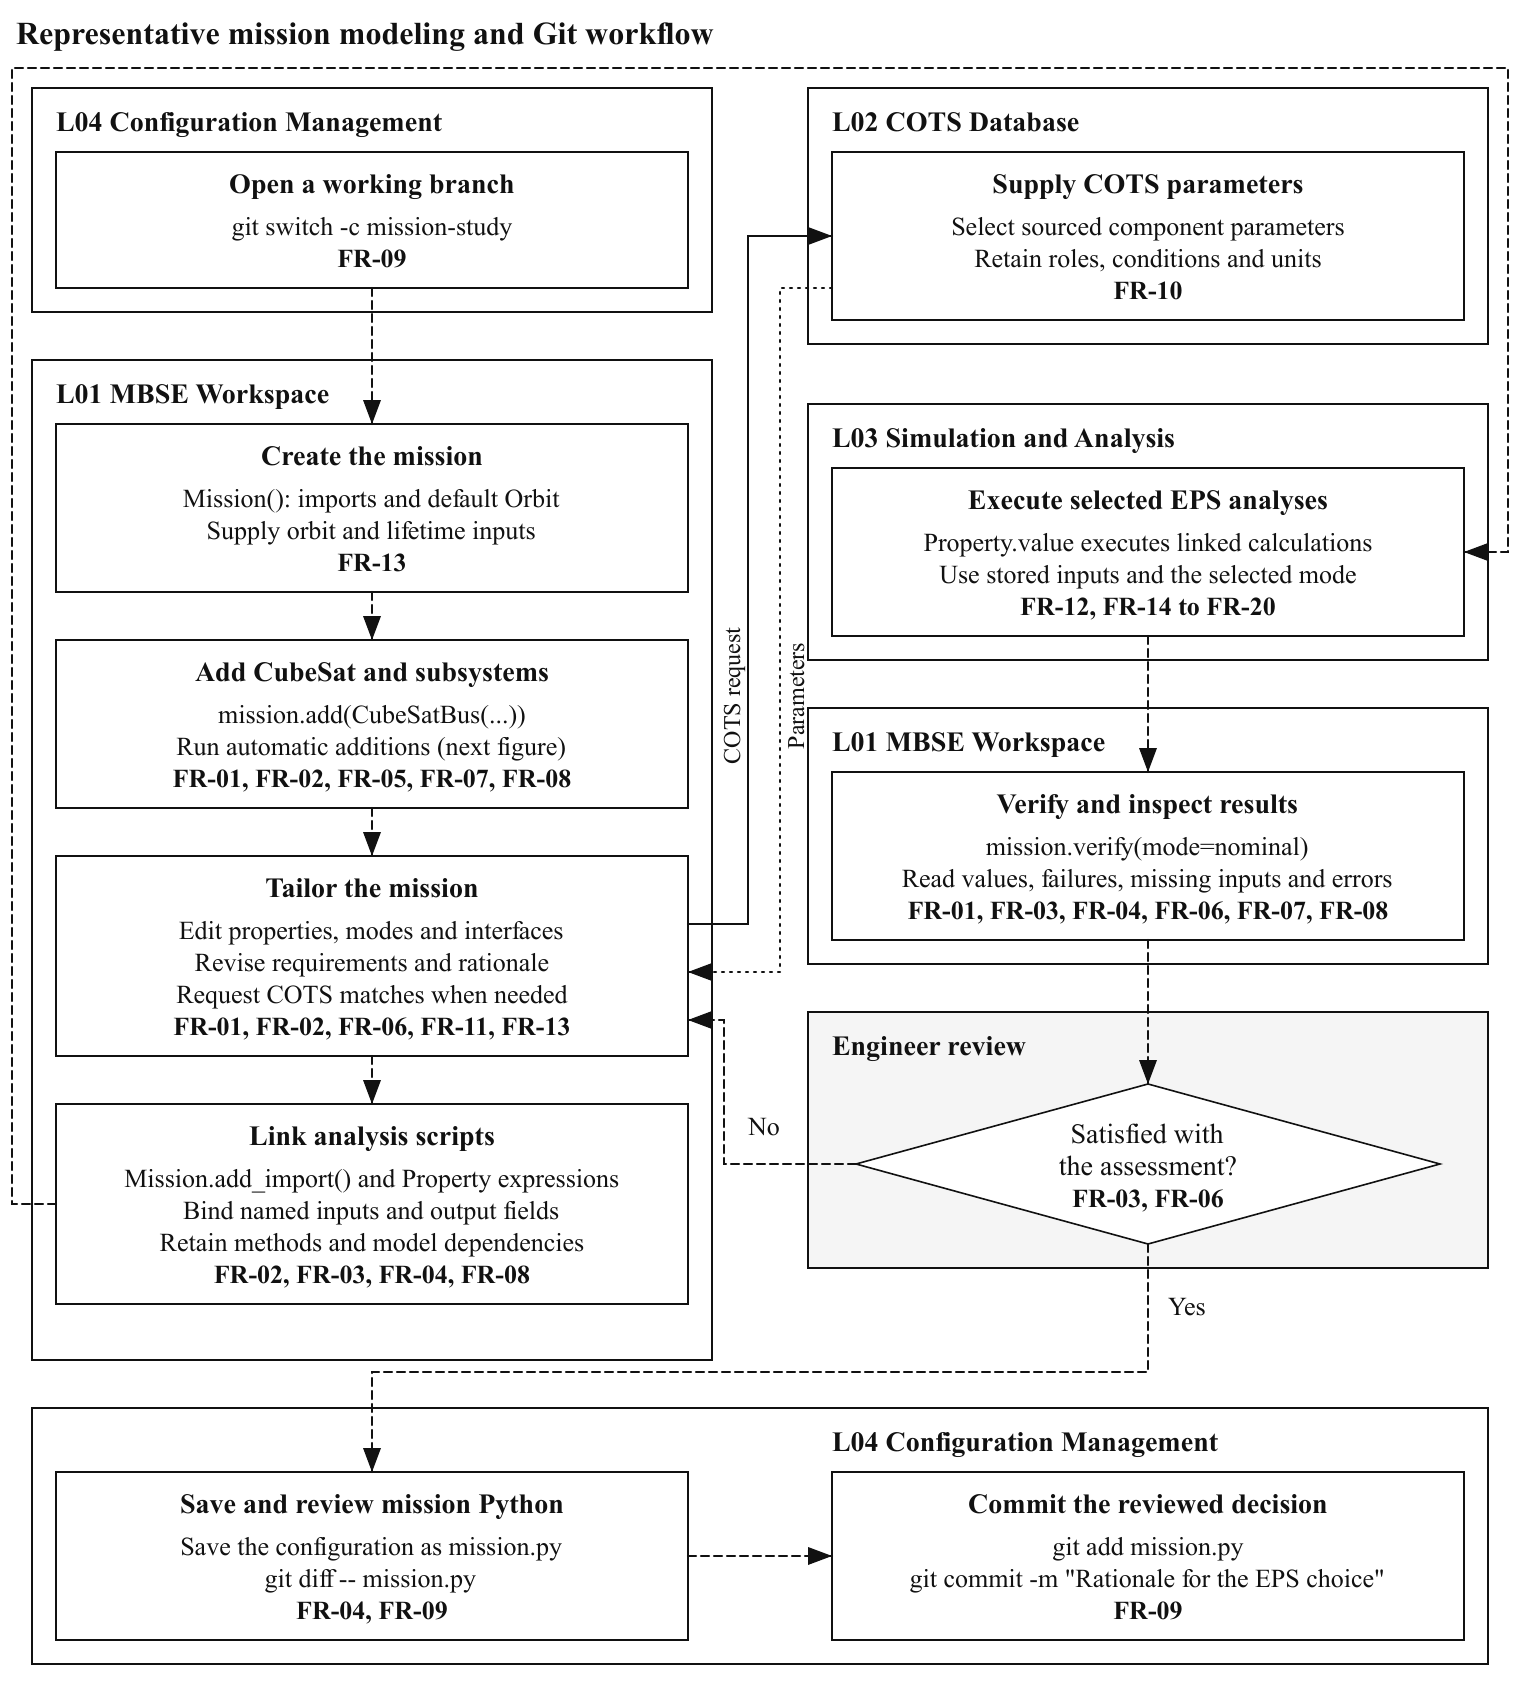 Representative mission modeling and Git workflow
L04 Configuration Management
Open a working branch
git switch -c mission-study
FR-09
L01 MBSE Workspace
Create the mission
Mission(): imports and default Orbit
Supply orbit and lifetime inputs
FR-13
Add CubeSat and subsystems
mission.add(CubeSatBus(...))
Run automatic additions (next figure)
FR-01, FR-02, FR-05, FR-07, FR-08
Tailor the mission
Edit properties, modes and interfaces
Revise requirements and rationale
Request COTS matches when needed
FR-01, FR-02, FR-06, FR-11, FR-13
Link analysis scripts
Mission.add_import() and Property expressions
Bind named inputs and output fields
Retain methods and model dependencies
FR-02, FR-03, FR-04, FR-08
COTS request
Parameters
L02 COTS Database
Supply COTS parameters
Select sourced component parameters
Retain roles, conditions and units
FR-10
L03 Simulation and Analysis
Execute selected EPS analyses
Property.value executes linked calculations
Use stored inputs and the selected mode
FR-12, FR-14 to FR-20
L01 MBSE Workspace
Verify and inspect results
mission.verify(mode=nominal)
Read values, failures, missing inputs and errors
FR-01, FR-03, FR-04, FR-06, FR-07, FR-08
Engineer review
Satisfied with
the assessment?
FR-03, FR-06
No
Yes
L04 Configuration Management
Save and review mission Python
Save the configuration as mission.py
git diff -- mission.py
FR-04, FR-09
Commit the reviewed decision
git add mission.py
git commit -m "Rationale for the EPS choice"
FR-09